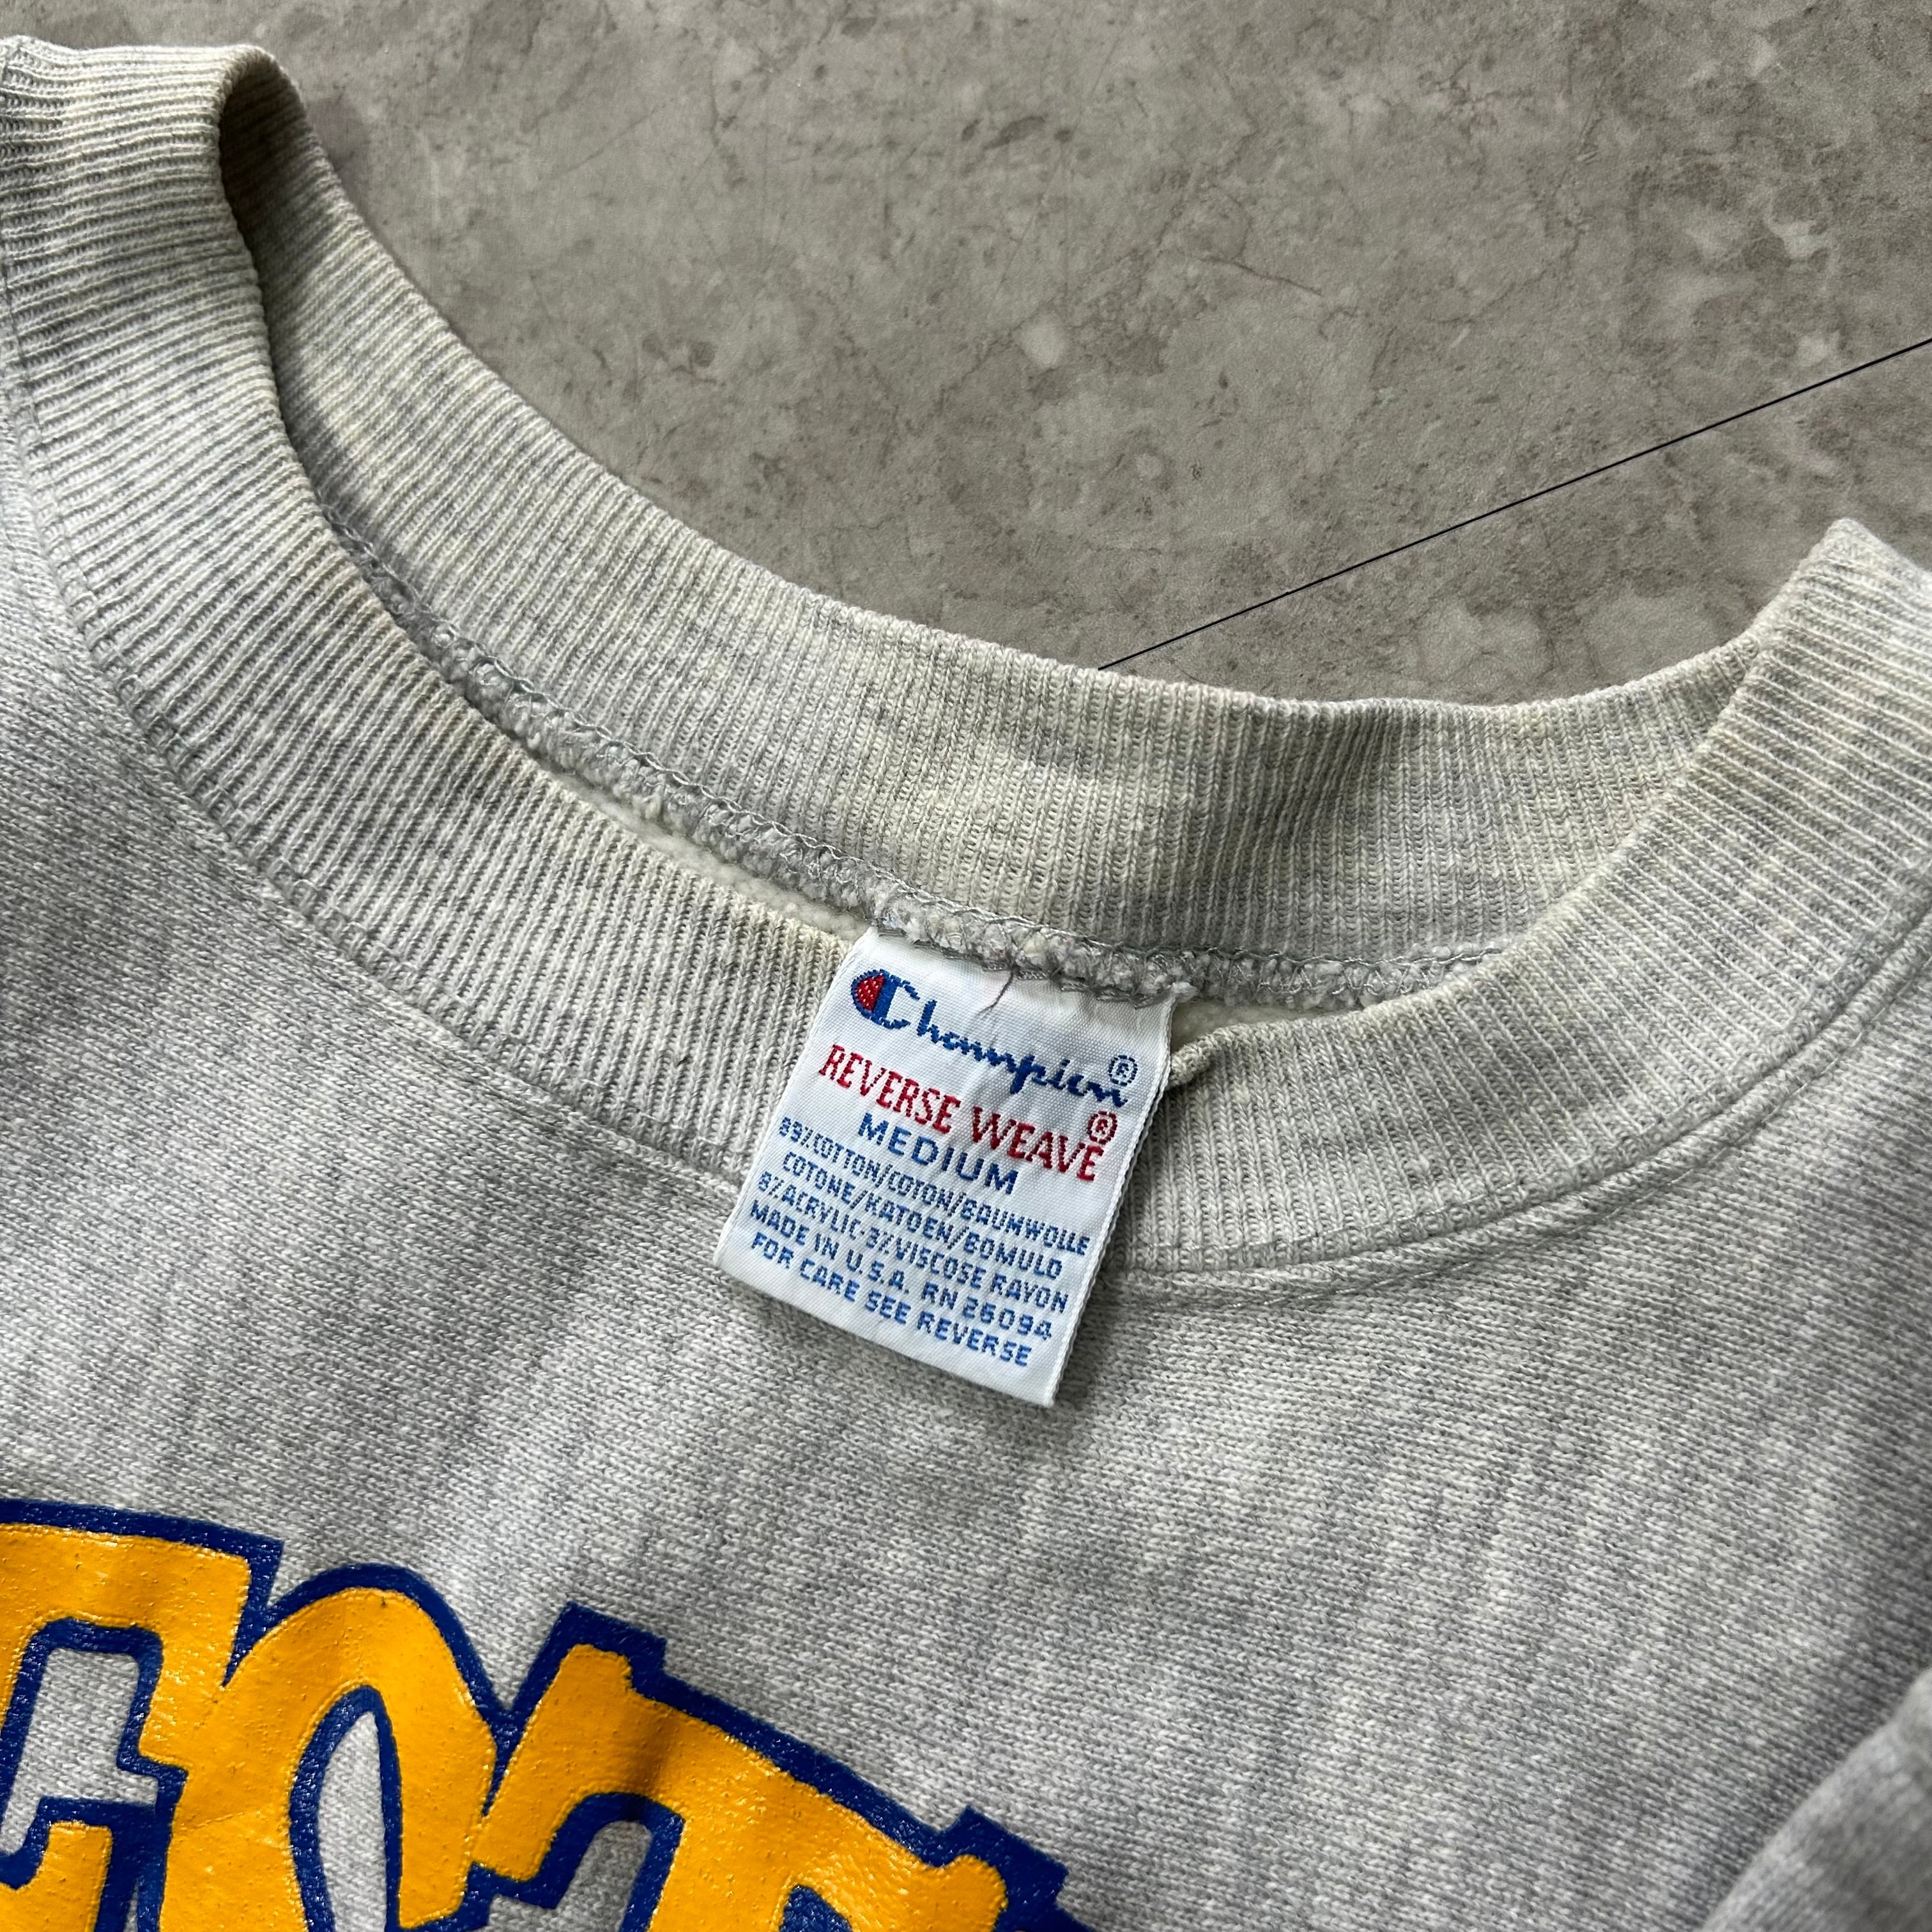 Champion®
REVERSE WEAVE®
MEDIUM
89%COTTON/COTON/BAUMWOLLE
COTONE/KATOEN/BOMULD
8%ACRYLIC-3%VISCOSE RAYON
MADE IN U.S.A. RN 26094
FOR CARE SEE REVERSE